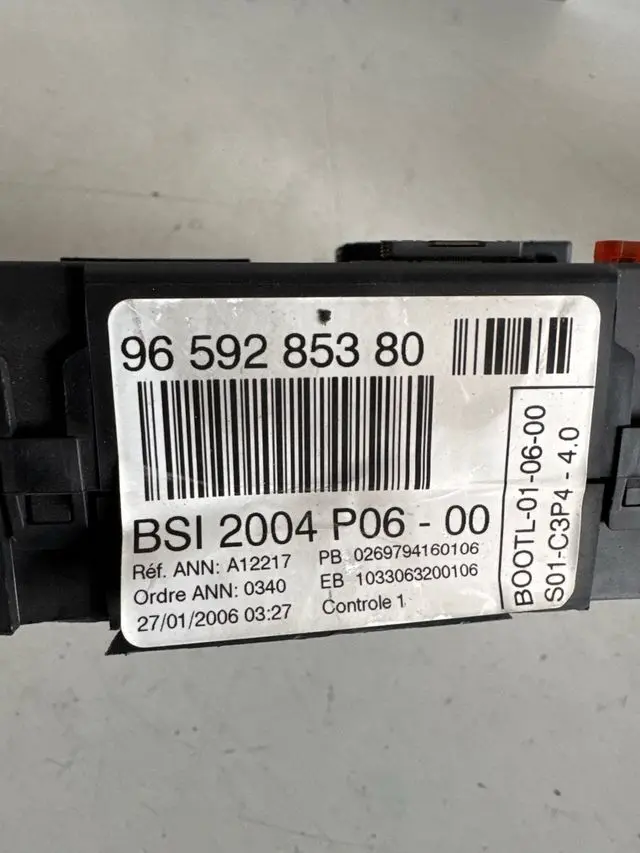 96 592 853 80
BSI 2004 P06 - 00
Réf. ANN: A12217
Ordre ANN: 0340
27/01/2006 03:27
PB 0269794160106
EB 1033063200106
Controle 1
BOOTL-01-06-00
S01-C3P4 - 4.0